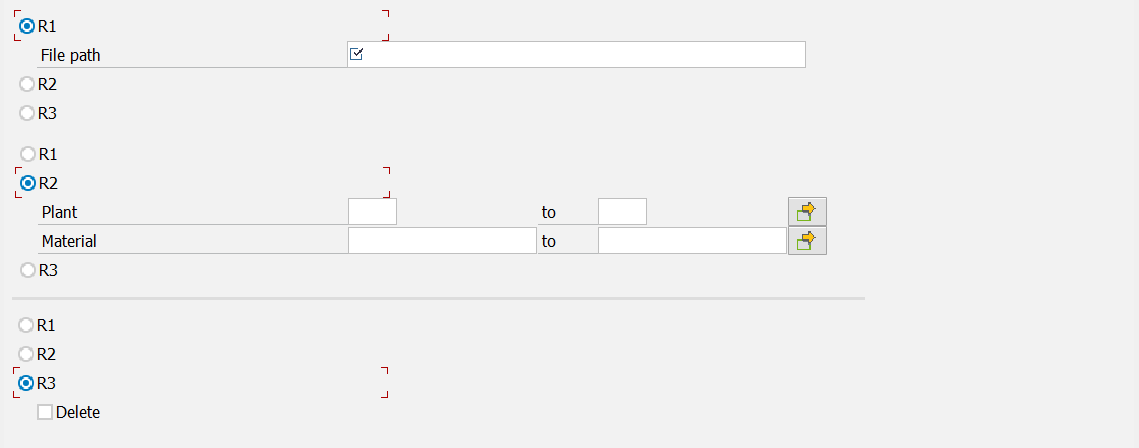 R1
File path
R2
R3
R1
R2
Plant to
Material to
R3
R1
R2
R3
Delete